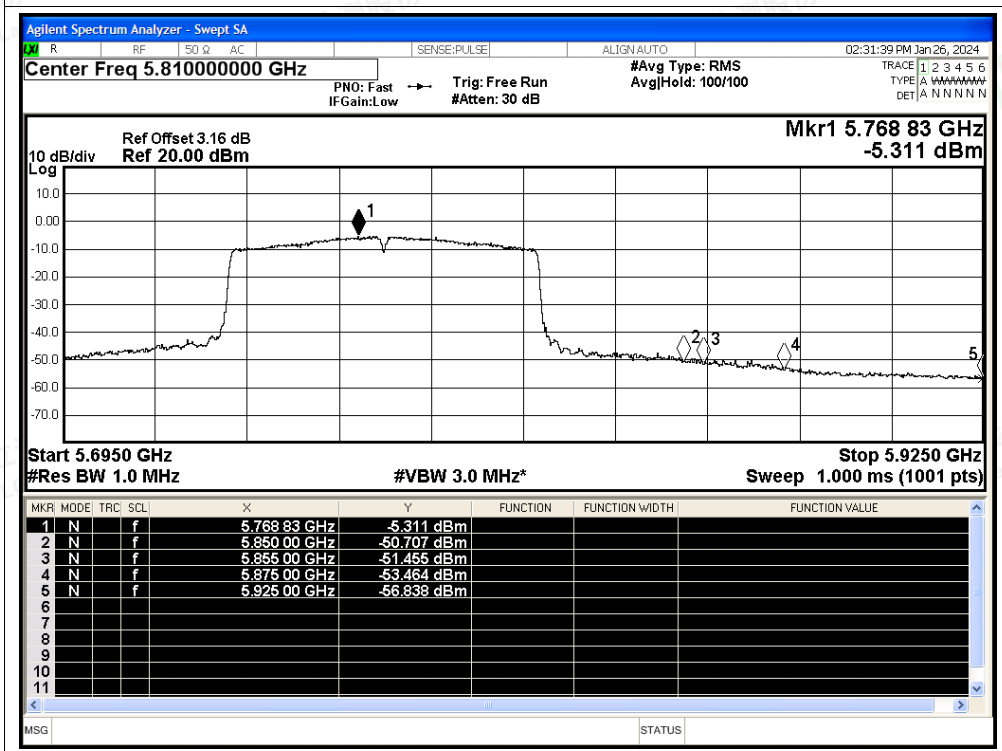 Agilent Spectrum Analyzer - Swept SA
LXI R RF 50 Ω AC SENSE:PULSE ALIGN AUTO 02:31:39 PM Jan 26, 2024
Center Freq 5.810000000 GHz
PNO: Fast
IFGain:Low
Trig: Free Run
#Atten: 30 dB
#Avg Type: RMS
Avg|Hold: 100/100
TRACE 1 2 3 4 5 6
TYPE A
DET A N N N N N
Mkr1 5.768 83 GHz
-5.311 dBm
Ref Offset 3.16 dB
10 dB/div Ref 20.00 dBm
Log
10.0
0.00
-10.0
-20.0
-30.0
-40.0
-50.0
-60.0
-70.0
1
2
3
4
5
Start 5.6950 GHz Stop 5.9250 GHz
#Res BW 1.0 MHz #VBW 3.0 MHz* Sweep 1.000 ms (1001 pts)
MKR MODE TRC SCL X Y FUNCTION FUNCTION WIDTH FUNCTION VALUE
1 N f 5.768 83 GHz -5.311 dBm
2 N f 5.850 00 GHz -50.707 dBm
3 N f 5.855 00 GHz -51.455 dBm
4 N f 5.875 00 GHz -53.464 dBm
5 N f 5.925 00 GHz -56.838 dBm
6
7
8
9
10
11
MSG STATUS